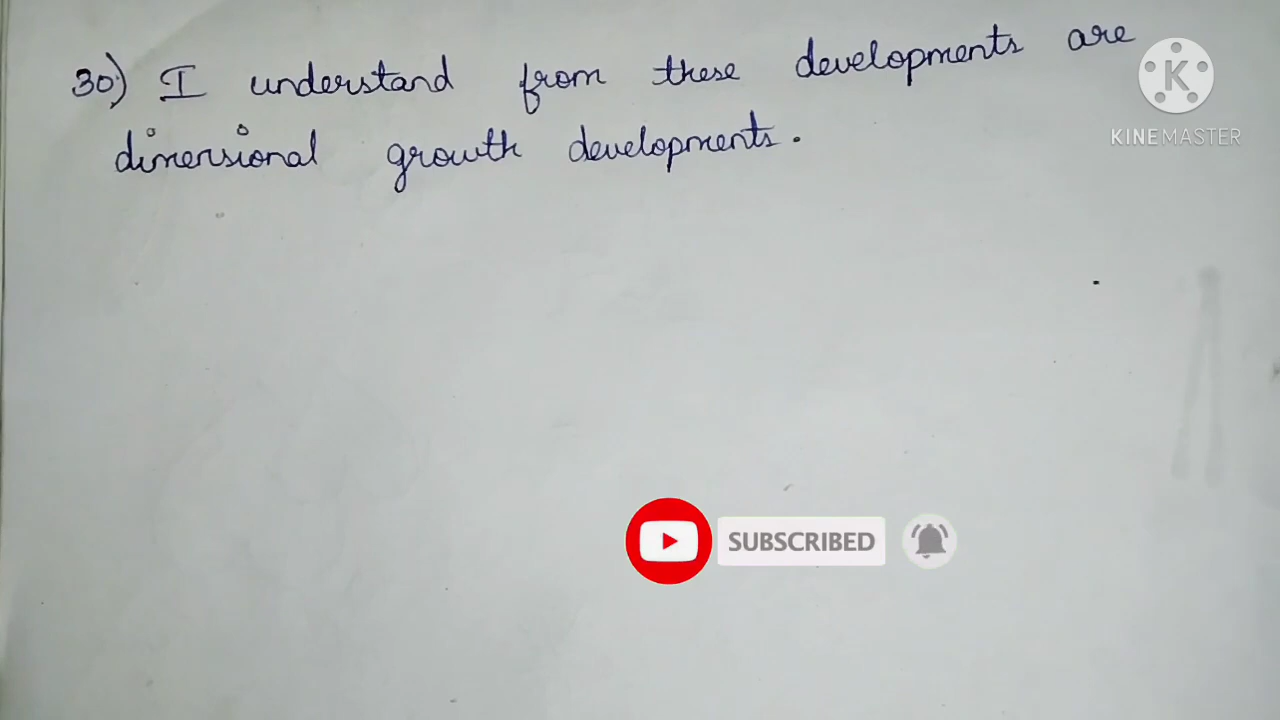 30) I understand from these developments are
dimensional growth developments.
KINEMASTER
SUBSCRIBED